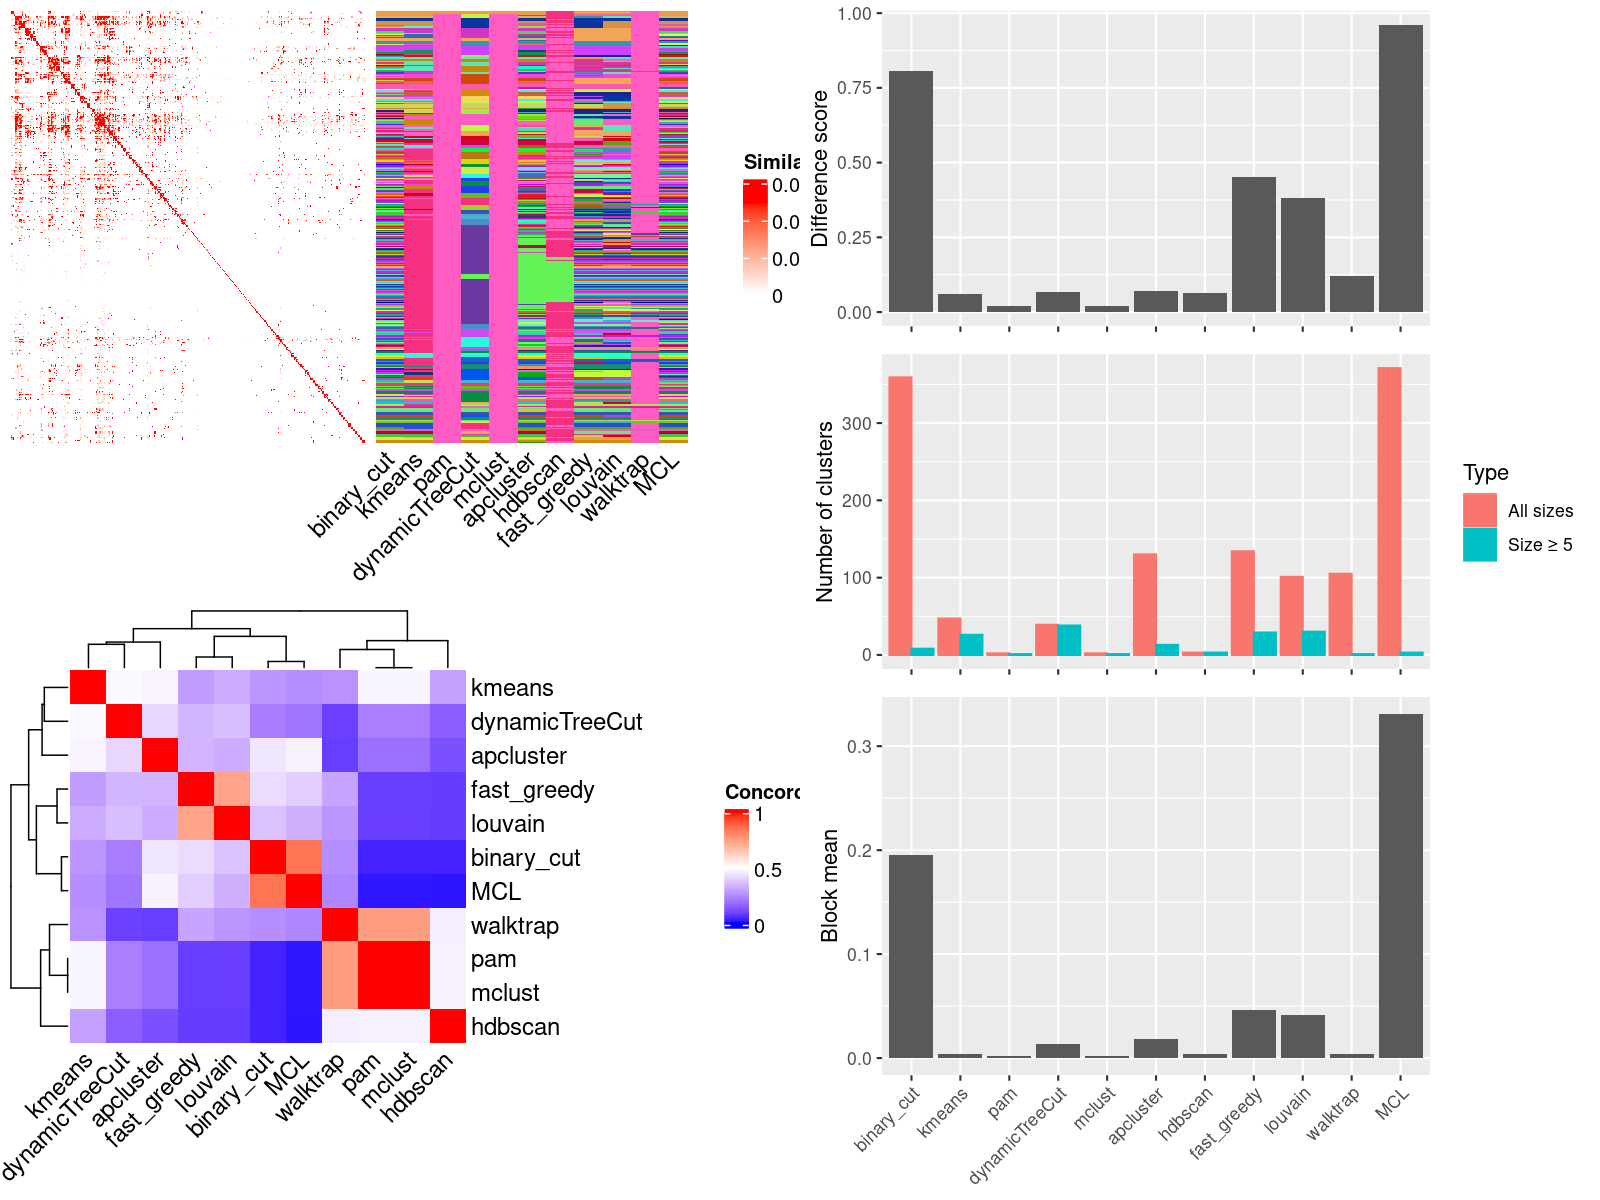 Simila
0.0
0.0
0.0
0
binary_cut
kmeans
pam
dynamicTreeCut
mclust
apcluster
hdbscan
fast_greedy
louvain
walktrap
MCL
kmeans
dynamicTreeCut
apcluster
fast_greedy
louvain
binary_cut
MCL
walktrap
pam
mclust
hdbscan
Concord
1
0.5
0
kmeans
dynamicTreeCut
apcluster
fast_greedy
louvain
binary_cut
MCL
walktrap
pam
mclust
hdbscan
Difference score
1.00
0.75
0.50
0.25
0.00
Number of clusters
300
200
100
0
Type
All sizes
Size ≥ 5
Block mean
0.3
0.2
0.1
0.0
binary_cut
kmeans
pam
dynamicTreeCut
mclust
apcluster
hdbscan
fast_greedy
louvain
walktrap
MCL